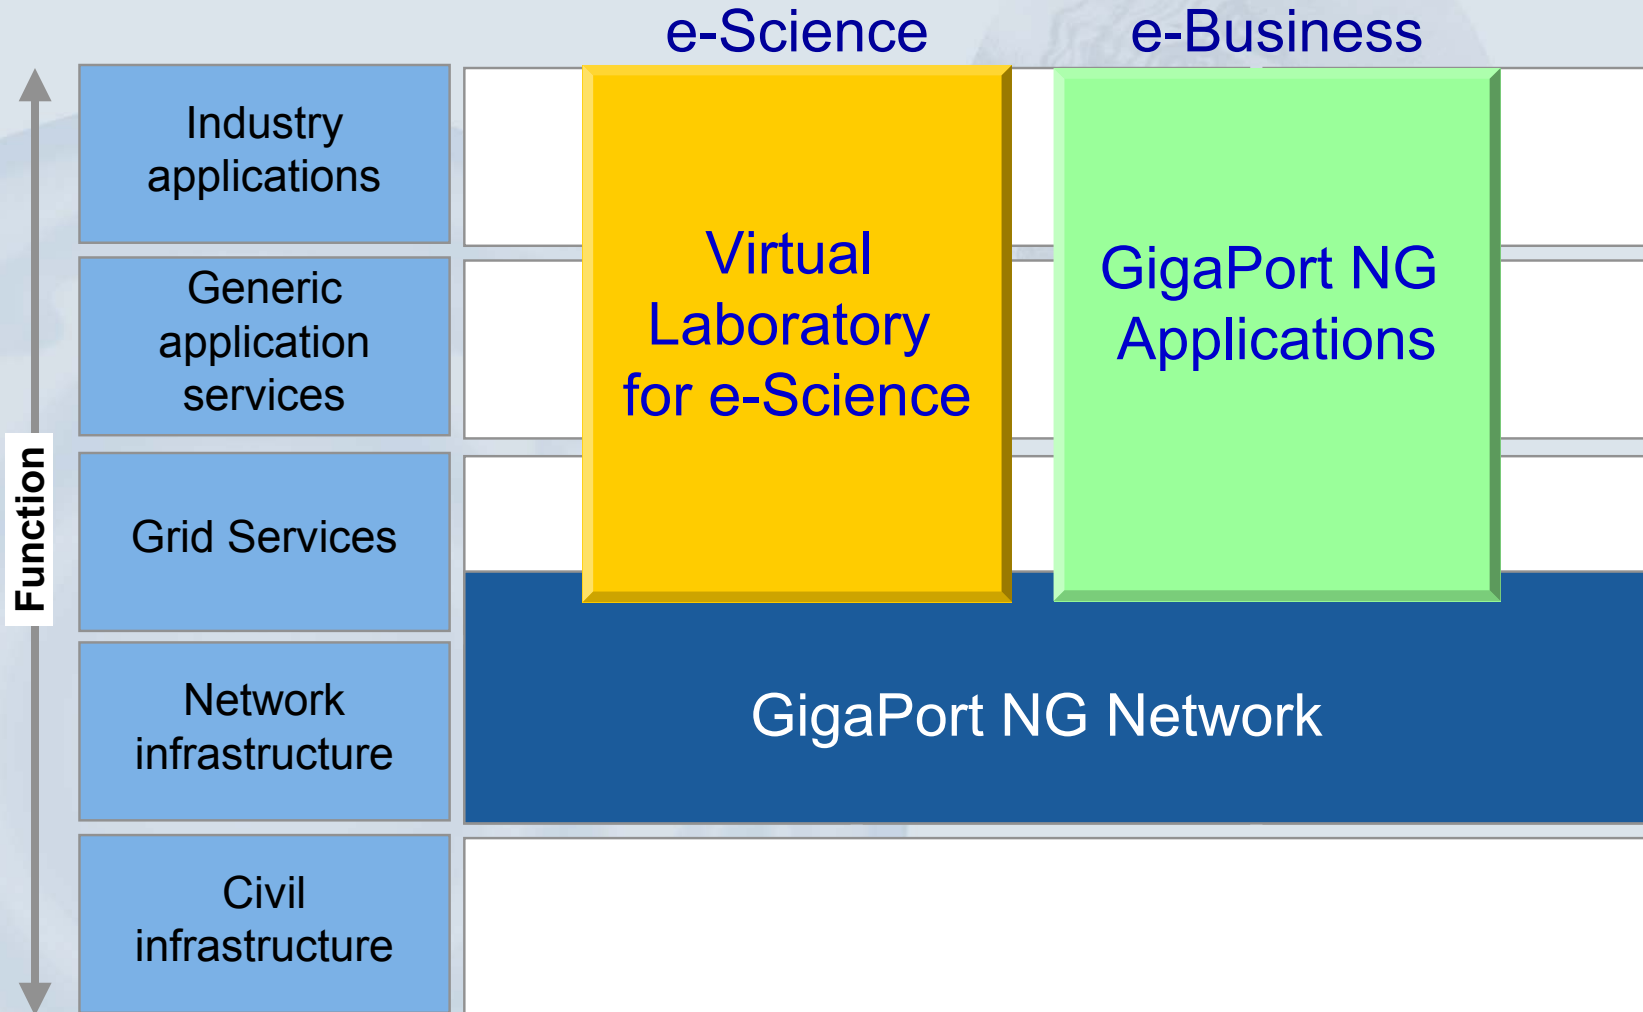 e-Science
e-Business
Industry
applications
Generic
application
services
Grid Services
Network
infrastructure
Civil
infrastructure
Function
Virtual
Laboratory
for e-Science
GigaPort NG
Applications
GigaPort NG Network